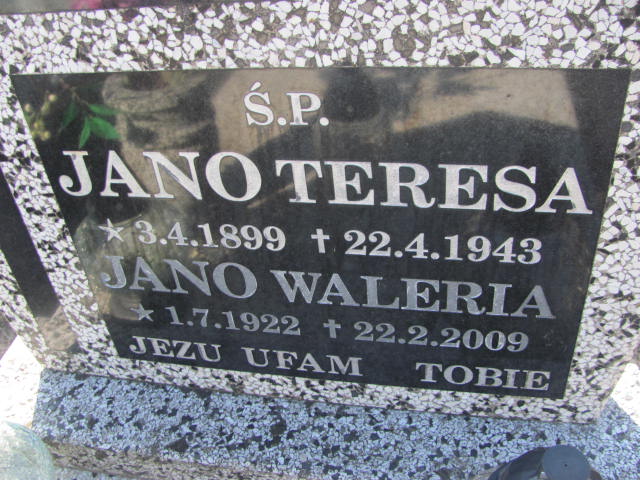 Ś.P.
JANO TERESA
★ 3.4.1899 † 22.4.1943
JANO WALERIA
★ 1.7.1922 † 22.2.2009
JEZU UFAM TOBIE